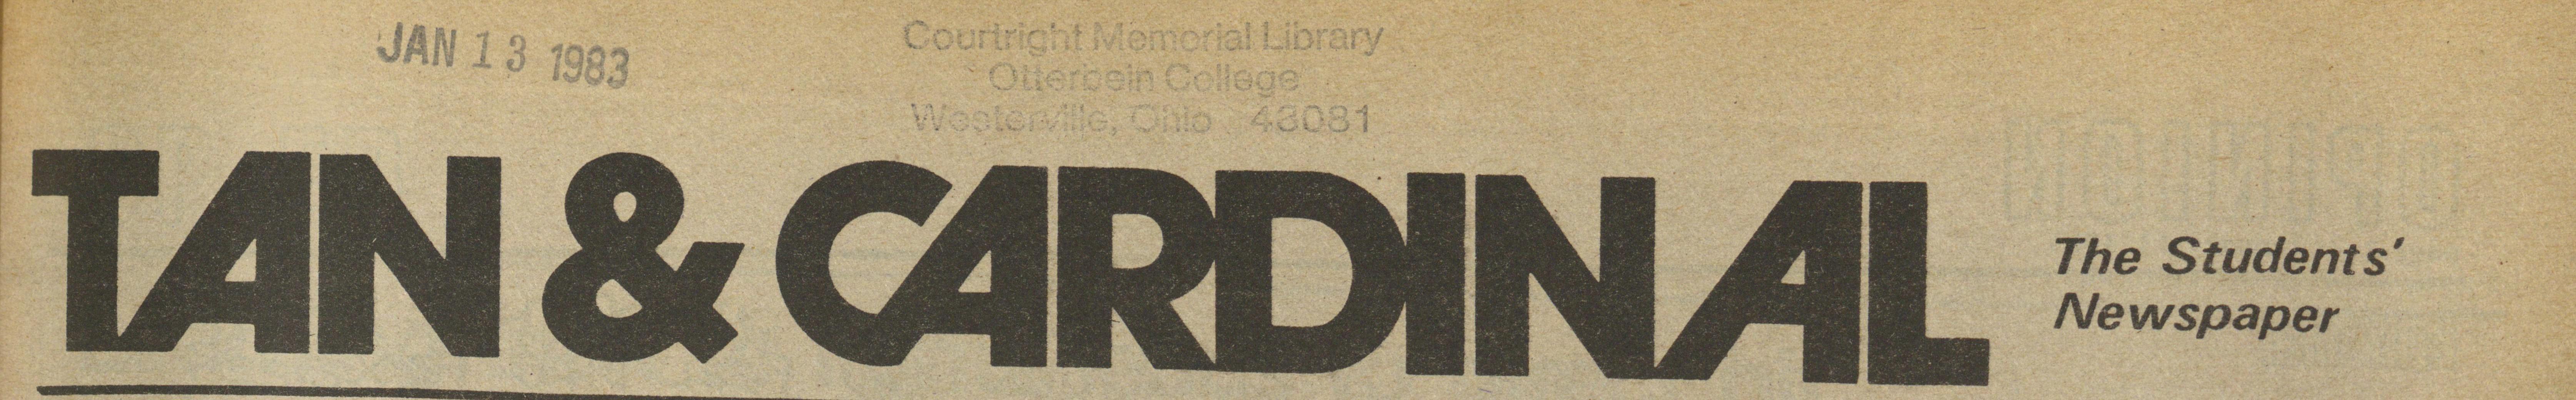 JAN 13 1983
Courtright Memorial Library
Otterbein College
Westerville, Ohio 43081
TAN & CARDINAL
The Students'
Newspaper